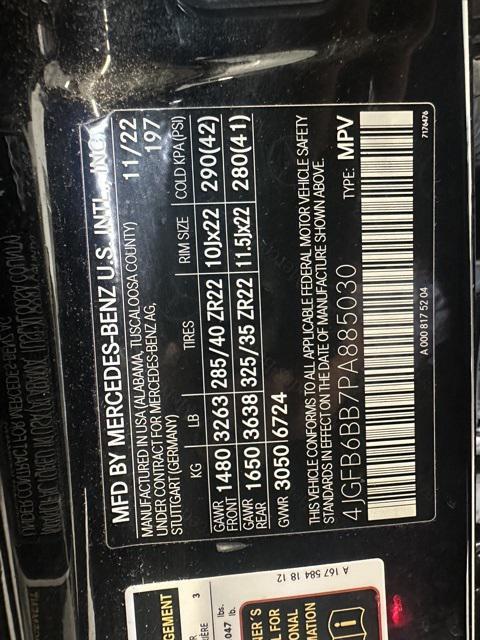 MFD BY MERCEDES-BENZ U.S. INTL., INC.
11/22
MANUFACTURED IN USA (ALABAMA, TUSCALOOSA COUNTY)
197
UNDER CONTRACT FOR MERCEDES-BENZ AG,
STUTTGART (GERMANY)
KG LB TIRES RIM SIZE COLD KPA (PSI)
GAWR FRONT 1480 3263 285/40 ZR22 10Jx22 290(42)
GAWR REAR 1650 3638 325/35 ZR22 11.5Jx22 280(41)
GVWR 3050 6724
THIS VEHICLE CONFORMS TO ALL APPLICABLE FEDERAL MOTOR VEHICLE SAFETY
STANDARDS IN EFFECT ON THE DATE OF MANUFACTURE SHOWN ABOVE.
4JGFB6BB7PA885030 TYPE: MPV
A 000 817 52 04 7176476
A 167 584 18 12
3
lbs.
lb.